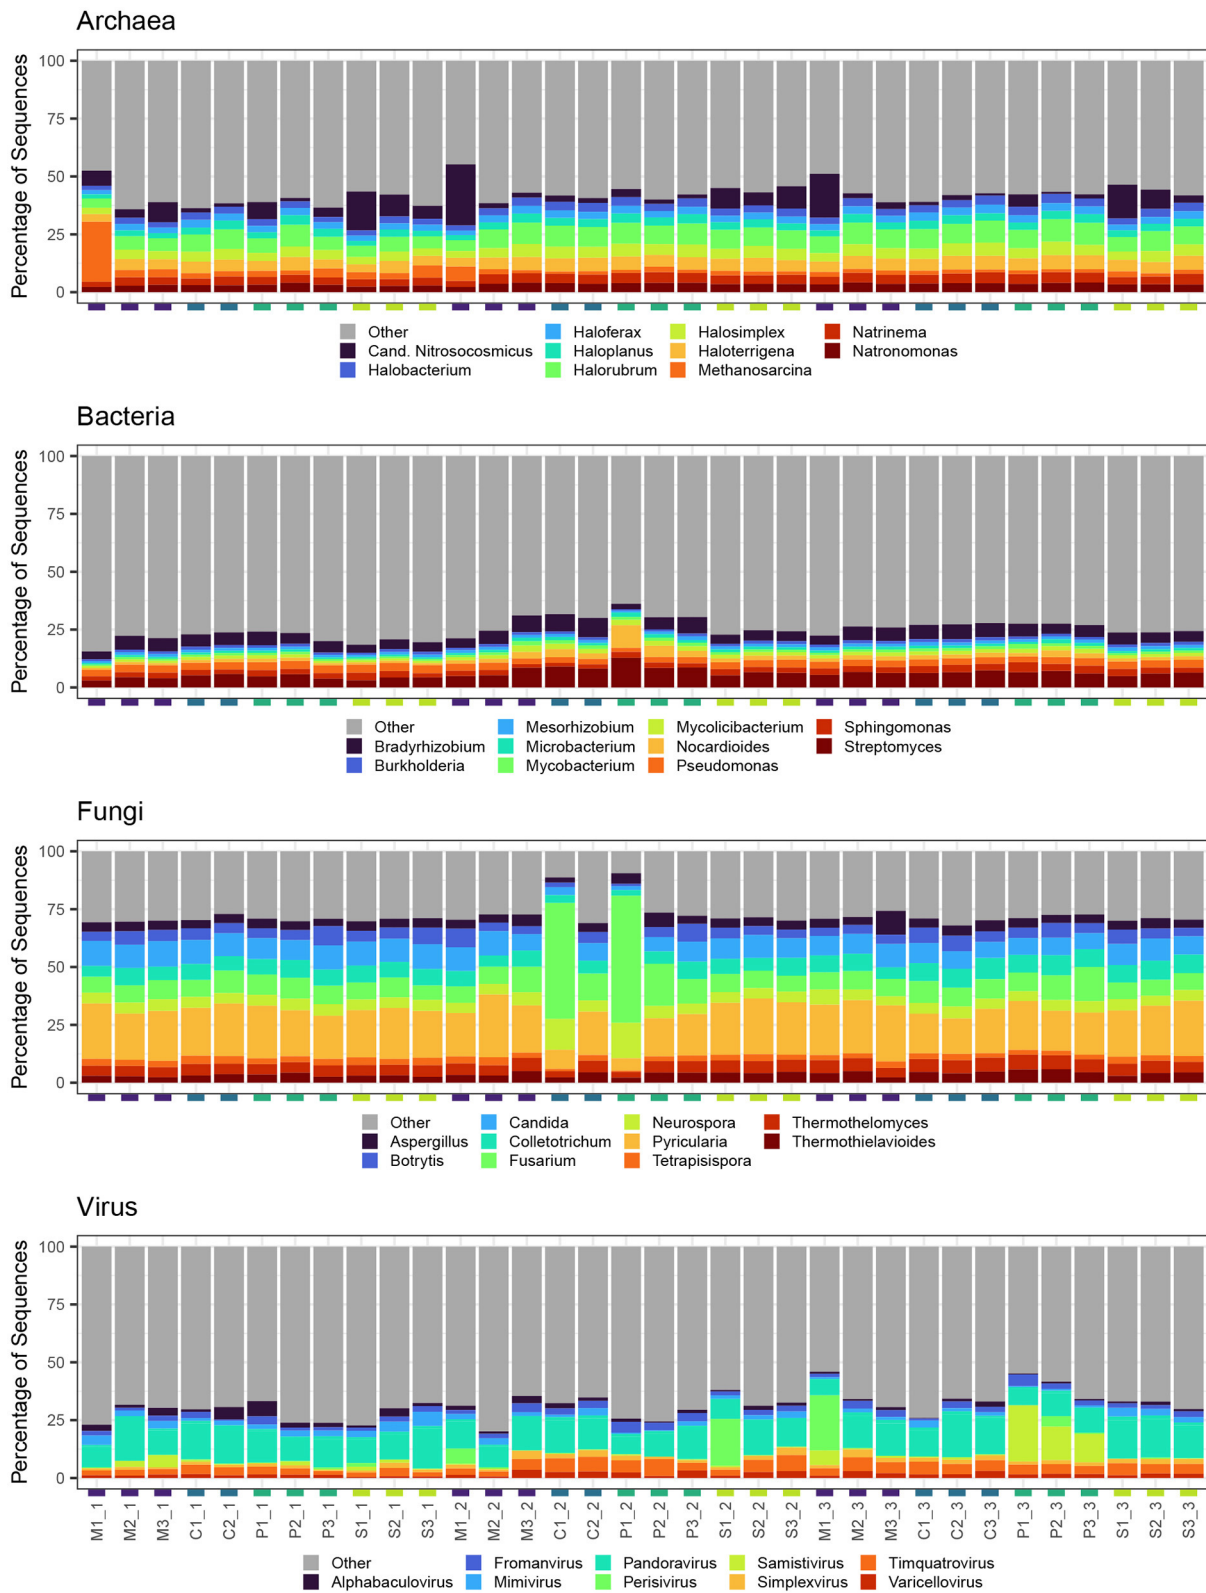 Archaea
Percentage of Sequences
100
75
50
25
0
Other
Cand. Nitrosocosmicus
Halobacterium
Haloferax
Haloplanus
Halorubrum
Halosimplex
Haloterrigena
Methanosarcina
Natrinema
Natronomonas
Bacteria
Percentage of Sequences
100
75
50
25
0
Other
Bradyrhizobium
Burkholderia
Mesorhizobium
Microbacterium
Mycobacterium
Mycolicibacterium
Nocardioides
Pseudomonas
Sphingomonas
Streptomyces
Fungi
Percentage of Sequences
100
75
50
25
0
Other
Aspergillus
Botrytis
Candida
Colletotrichum
Fusarium
Neurospora
Pyricularia
Tetrapisispora
Thermothelomyces
Thermothielavioides
Virus
Percentage of Sequences
100
75
50
25
0
M1_1
M2_1
M3_1
C1_1
C2_1
P1_1
P2_1
P3_1
S1_1
S2_1
S3_1
M1_2
M2_2
M3_2
C1_2
C2_2
P1_2
P2_2
P3_2
S1_2
S2_2
S3_2
M1_3
M2_3
M3_3
C1_3
C2_3
C3_3
P1_3
P2_3
P3_3
S1_3
S2_3
S3_3
Other
Alphabaculovirus
Fromanvirus
Mimivirus
Pandoravirus
Perisivirus
Samistivirus
Simplexvirus
Timquatrovirus
Varicellovirus